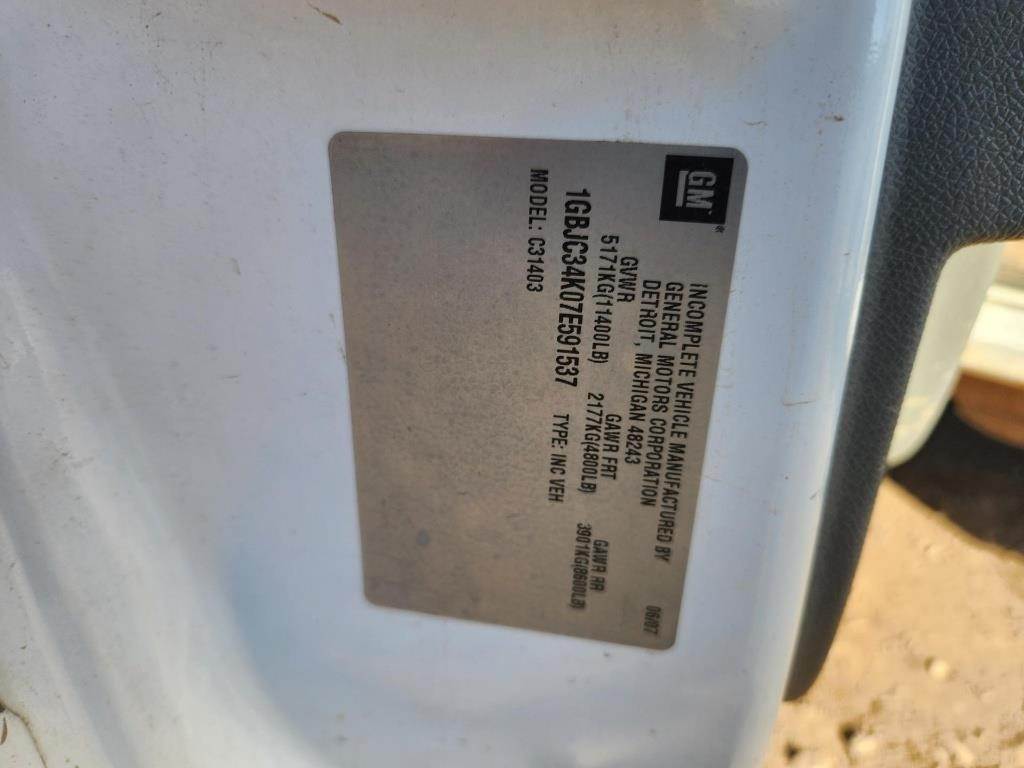 GM
INCOMPLETE VEHICLE MANUFACTURED BY
GENERAL MOTORS CORPORATION
DETROIT, MICHIGAN 48243
06/07
GVWR GAWR FRT GAWR RR
5171KG(11400LB) 2177KG(4800LB) 3901KG(8600LB)
1GBJC34K07E591537 TYPE: INC VEH
MODEL: C31403